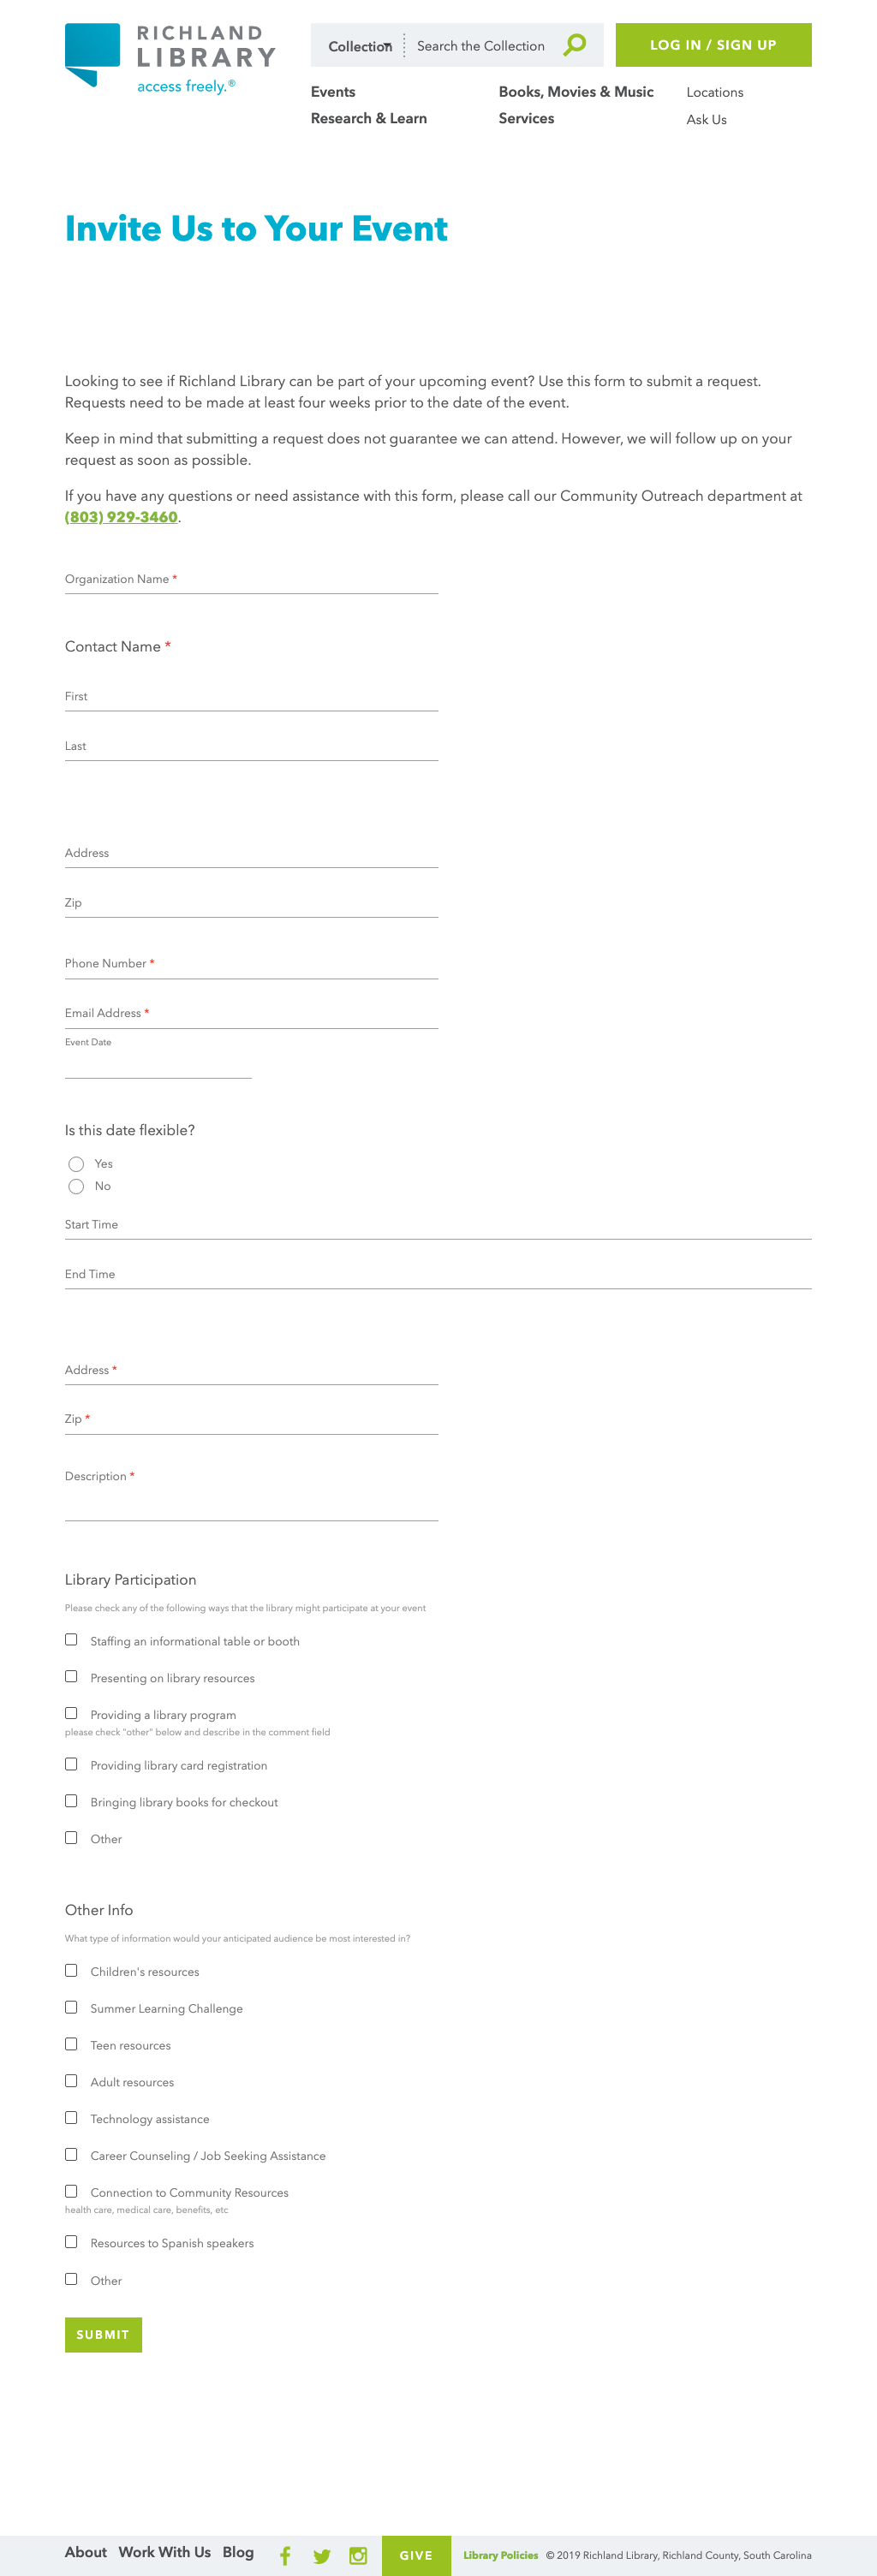 RICHLAND
LIBRARY
access freely.®
Collection
Search the Collection
LOG IN / SIGN UP
Events
Books, Movies & Music
Locations
Research & Learn
Services
Ask Us
Invite Us to Your Event
Looking to see if Richland Library can be part of your upcoming event? Use this form to submit a request.
Requests need to be made at least four weeks prior to the date of the event.
Keep in mind that submitting a request does not guarantee we can attend. However, we will follow up on your
request as soon as possible.
If you have any questions or need assistance with this form, please call our Community Outreach department at
(803) 929-3460.
Organization Name *
Contact Name *
First
Last
Address
Zip
Phone Number *
Email Address *
Event Date
Is this date flexible?
Yes
No
Start Time
End Time
Address *
Zip *
Description *
Library Participation
Please check any of the following ways that the library might participate at your event
Staffing an informational table or booth
Presenting on library resources
Providing a library program
please check "other" below and describe in the comment field
Providing library card registration
Bringing library books for checkout
Other
Other Info
What type of information would your anticipated audience be most interested in?
Children's resources
Summer Learning Challenge
Teen resources
Adult resources
Technology assistance
Career Counseling / Job Seeking Assistance
Connection to Community Resources
health care, medical care, benefits, etc
Resources to Spanish speakers
Other
SUBMIT
About Work With Us Blog
GIVE
Library Policies © 2019 Richland Library, Richland County, South Carolina